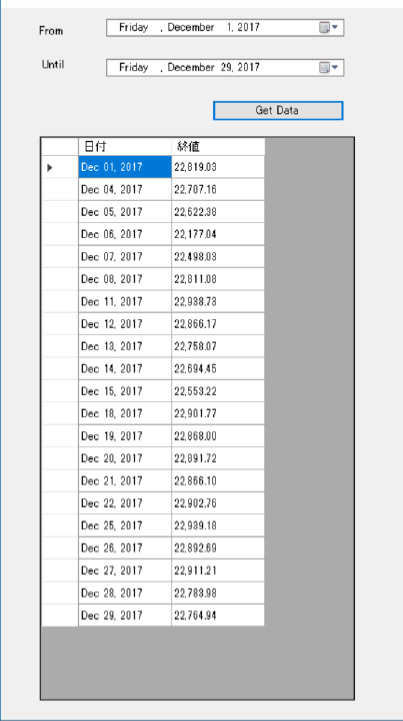 From Friday , December 1, 2017
Until Friday , December 29, 2017
Get Data
日付 終値
Dec 01, 2017 22,819.03
Dec 04, 2017 22,707.16
Dec 05, 2017 22,622.38
Dec 06, 2017 22,177.04
Dec 07, 2017 22,498.03
Dec 08, 2017 22,811.08
Dec 11, 2017 22,938.73
Dec 12, 2017 22,866.17
Dec 13, 2017 22,758.07
Dec 14, 2017 22,694.45
Dec 15, 2017 22,553.22
Dec 18, 2017 22,901.77
Dec 19, 2017 22,868.00
Dec 20, 2017 22,891.72
Dec 21, 2017 22,866.10
Dec 22, 2017 22,902.76
Dec 25, 2017 22,939.18
Dec 26, 2017 22,892.69
Dec 27, 2017 22,911.21
Dec 28, 2017 22,783.98
Dec 29, 2017 22,764.94